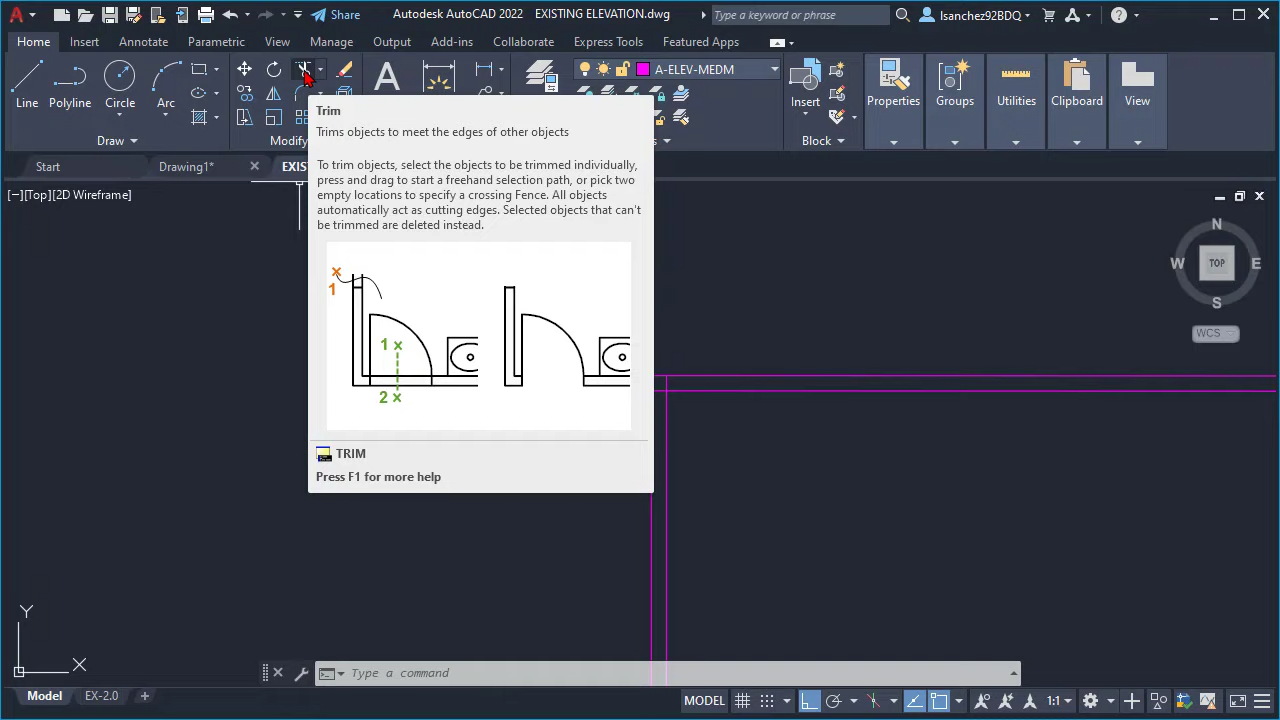 Share
Autodesk AutoCAD 2022 EXISTING ELEVATION.dwg
Type a keyword or phrase
Isanchez92BDQ
Home Insert Annotate Parametric View Manage Output Add-ins Collaborate Express Tools Featured Apps
A-ELEV-MEDM
Line Polyline Circle Arc
Insert
Properties Groups Utilities Clipboard View
Draw
Block
Start Drawing1*
[−][Top][2D Wireframe]
Trim
Trims objects to meet the edges of other objects
To trim objects, select the objects to be trimmed individually,
press and drag to start a freehand selection path, or pick two
empty locations to specify a crossing Fence. All objects
automatically act as cutting edges. Selected objects that can't
be trimmed are deleted instead.
1
1
2
TRIM
Press F1 for more help
N
W TOP E
S
WCS
Y
X
Type a command
Model EX-2.0
MODEL
1:1